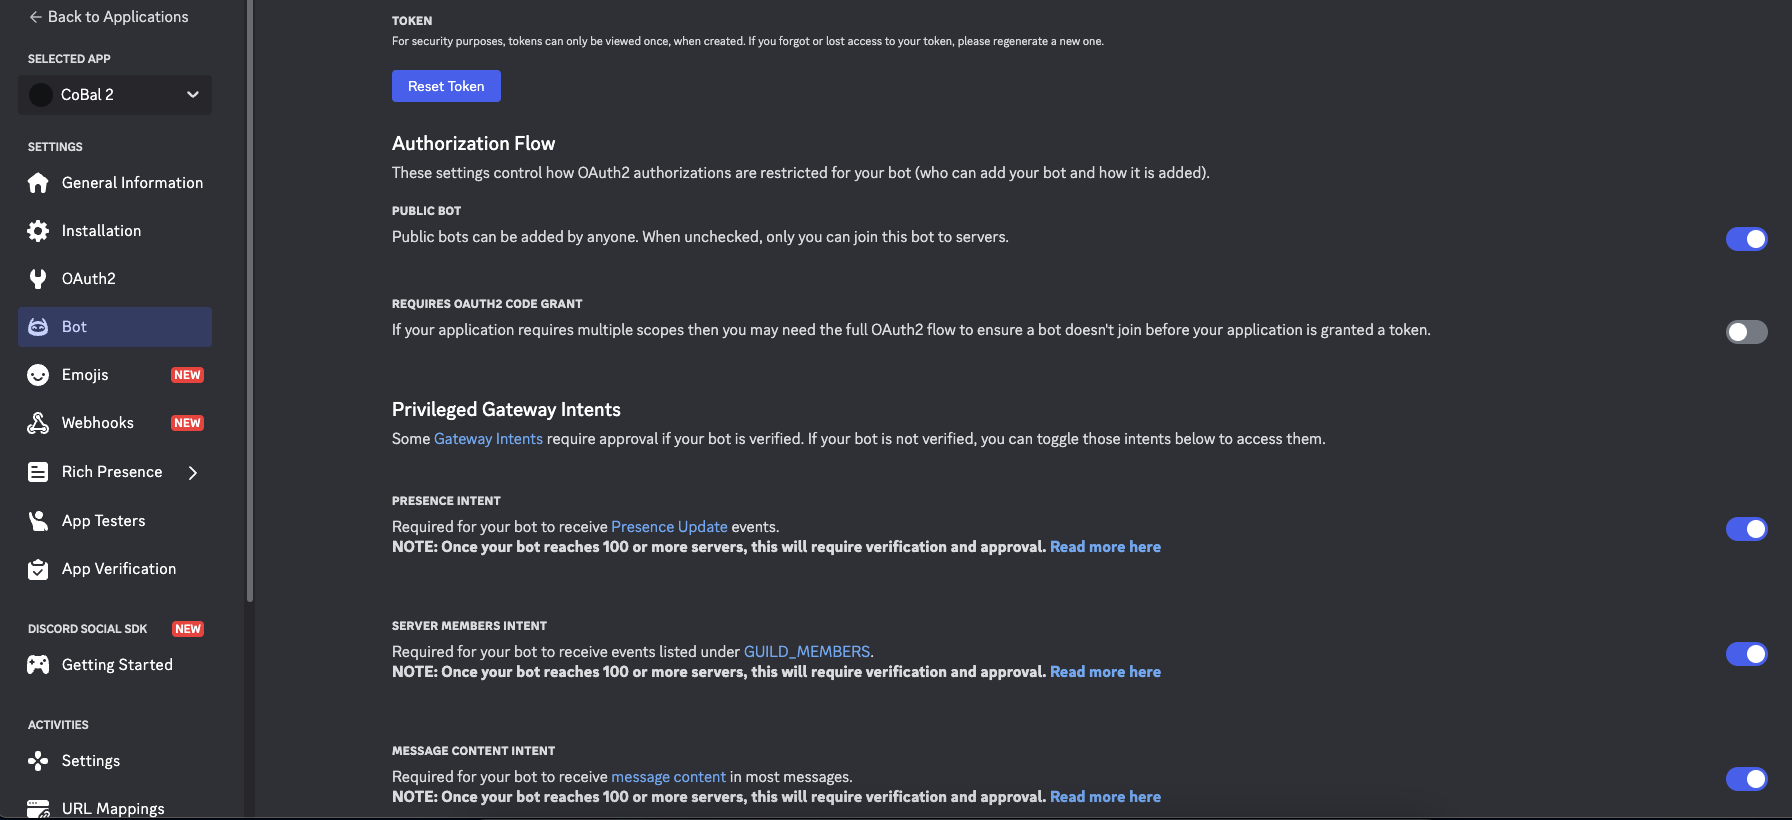 Back to Applications
SELECTED APP
CoBal 2
SETTINGS
General Information
Installation
OAuth2
Bot
Emojis NEW
Webhooks NEW
Rich Presence
App Testers
App Verification
DISCORD SOCIAL SDK NEW
Getting Started
ACTIVITIES
Settings
URL Mappings
TOKEN
For security purposes, tokens can only be viewed once, when created. If you forgot or lost access to your token, please regenerate a new one.
Reset Token
Authorization Flow
These settings control how OAuth2 authorizations are restricted for your bot (who can add your bot and how it is added).
PUBLIC BOT
Public bots can be added by anyone. When unchecked, only you can join this bot to servers.
REQUIRES OAUTH2 CODE GRANT
If your application requires multiple scopes then you may need the full OAuth2 flow to ensure a bot doesn't join before your application is granted a token.
Privileged Gateway Intents
Some Gateway Intents require approval if your bot is verified. If your bot is not verified, you can toggle those intents below to access them.
PRESENCE INTENT
Required for your bot to receive Presence Update events.
NOTE: Once your bot reaches 100 or more servers, this will require verification and approval. Read more here
SERVER MEMBERS INTENT
Required for your bot to receive events listed under GUILD_MEMBERS.
NOTE: Once your bot reaches 100 or more servers, this will require verification and approval. Read more here
MESSAGE CONTENT INTENT
Required for your bot to receive message content in most messages.
NOTE: Once your bot reaches 100 or more servers, this will require verification and approval. Read more here